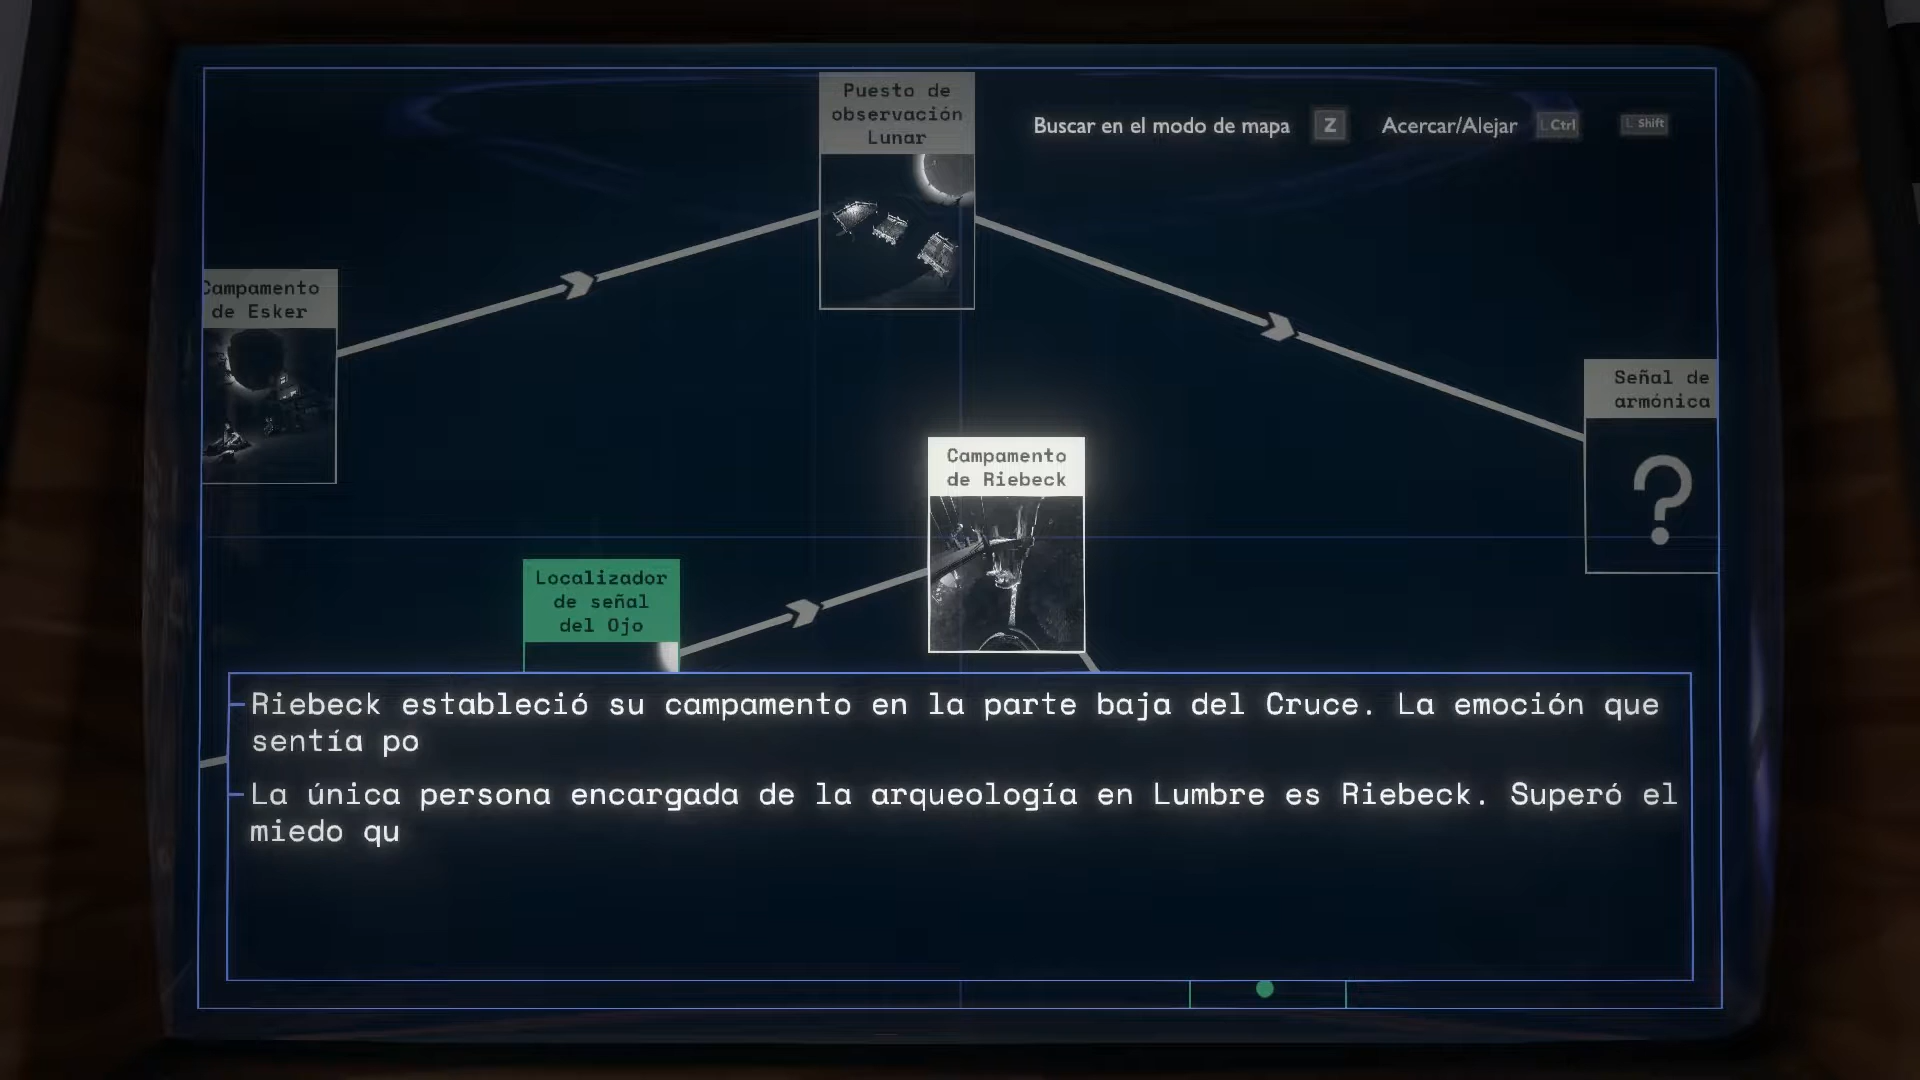 Puesto de
observación
Lunar
Buscar en el modo de mapa Z Acercar/Alejar L Ctrl L Shift
Campamento
de Esker
Señal de
armónica
?
Campamento
de Riebeck
Localizador
de señal
del Ojo
Riebeck estableció su campamento en la parte baja del Cruce. La emoción que
sentía po
La única persona encargada de la arqueología en Lumbre es Riebeck. Superó el
miedo qu